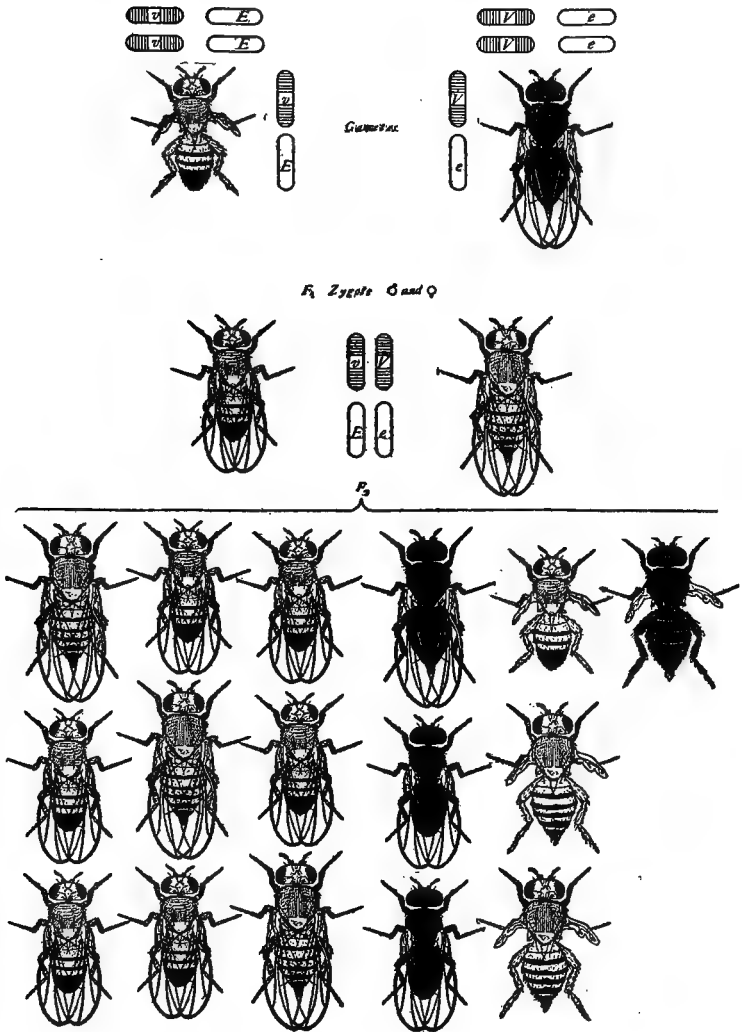 v E V e
v E V e
v V
Gametes
E e
F₁ Zygote ♂ and ♀
v V
E e
F₂